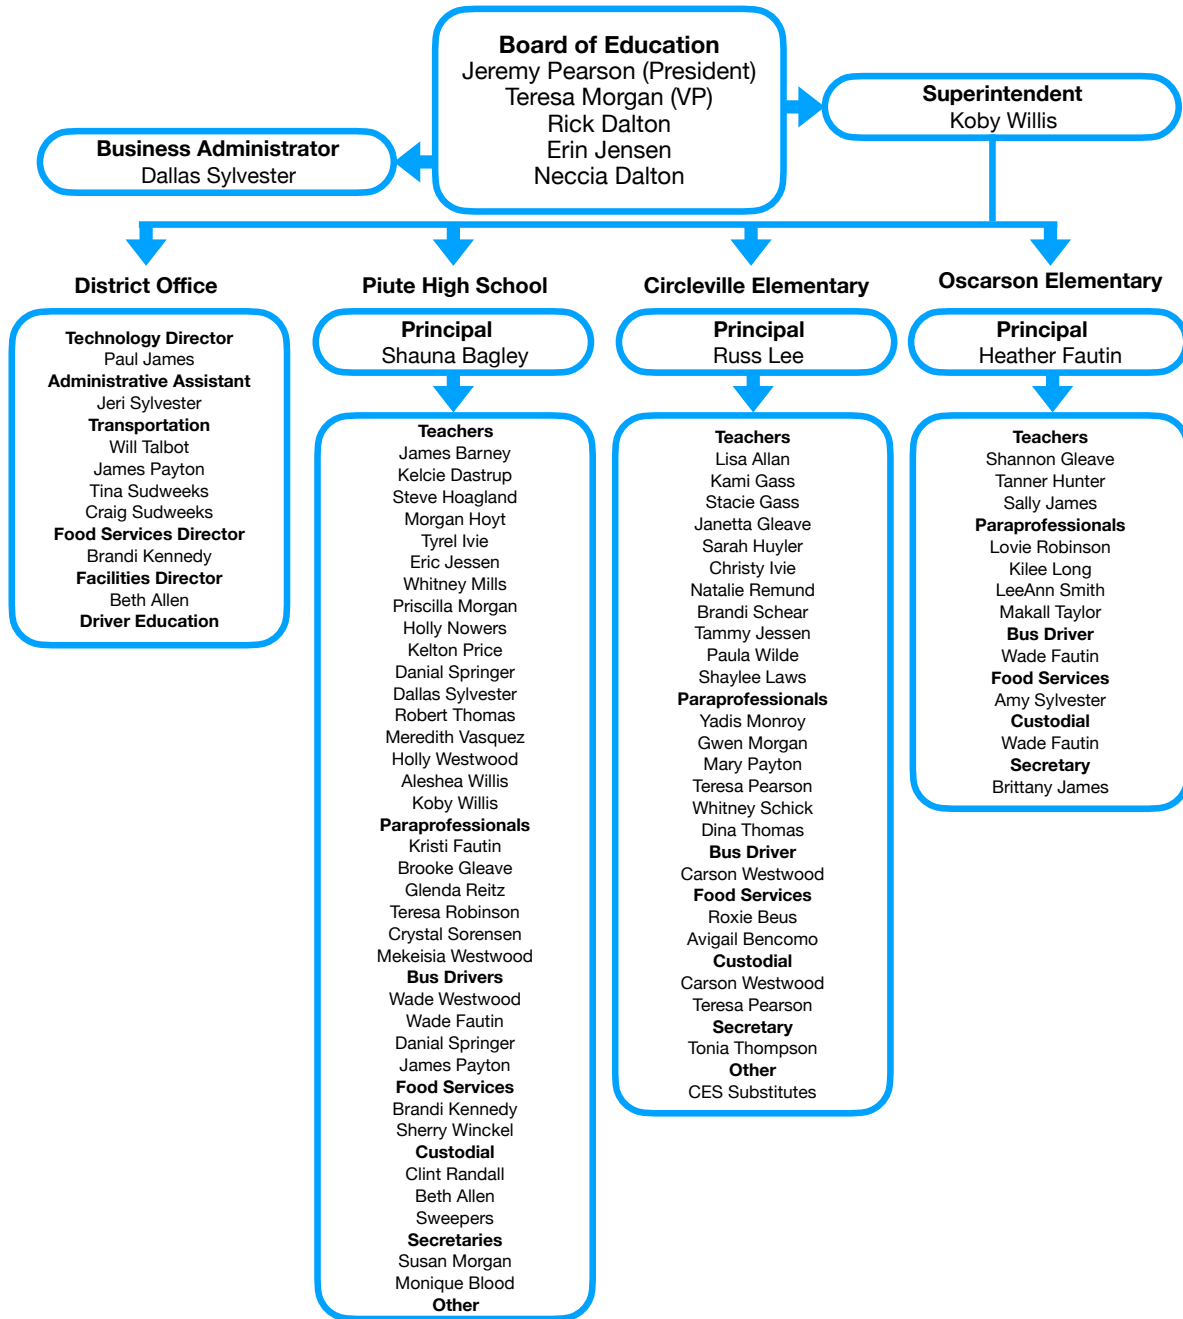 Board of Education
Jeremy Pearson (President)
Teresa Morgan (VP)
Rick Dalton
Erin Jensen
Neccia Dalton
Superintendent
Koby Willis
Business Administrator
Dallas Sylvester
District Office
Technology Director
Paul James
Administrative Assistant
Jeri Sylvester
Transportation
Will Talbot
James Payton
Tina Sudweeks
Craig Sudweeks
Food Services Director
Brandi Kennedy
Facilities Director
Beth Allen
Driver Education
Piute High School
Principal
Shauna Bagley
Teachers
James Barney
Kelcie Dastrup
Steve Hoagland
Morgan Hoyt
Tyrel Ivie
Eric Jessen
Whitney Mills
Priscilla Morgan
Holly Nowers
Kelton Price
Danial Springer
Dallas Sylvester
Robert Thomas
Meredith Vasquez
Holly Westwood
Aleshea Willis
Koby Willis
Paraprofessionals
Kristi Fautin
Brooke Gleave
Glenda Reitz
Teresa Robinson
Crystal Sorensen
Mekeisia Westwood
Bus Drivers
Wade Westwood
Wade Fautin
Danial Springer
James Payton
Food Services
Brandi Kennedy
Sherry Winckel
Custodial
Clint Randall
Beth Allen
Sweepers
Secretaries
Susan Morgan
Monique Blood
Other
Circleville Elementary
Principal
Russ Lee
Teachers
Lisa Allan
Kami Gass
Stacie Gass
Janetta Gleave
Sarah Huyler
Christy Ivie
Natalie Remund
Brandi Schear
Tammy Jessen
Paula Wilde
Shaylee Laws
Paraprofessionals
Yadis Monroy
Gwen Morgan
Mary Payton
Teresa Pearson
Whitney Schick
Dina Thomas
Bus Driver
Carson Westwood
Food Services
Roxie Beus
Avigail Bencomo
Custodial
Carson Westwood
Teresa Pearson
Secretary
Tonia Thompson
Other
CES Substitutes
Oscarson Elementary
Principal
Heather Fautin
Teachers
Shannon Gleave
Tanner Hunter
Sally James
Paraprofessionals
Lovie Robinson
Kilee Long
LeeAnn Smith
Makall Taylor
Bus Driver
Wade Fautin
Food Services
Amy Sylvester
Custodial
Wade Fautin
Secretary
Brittany James